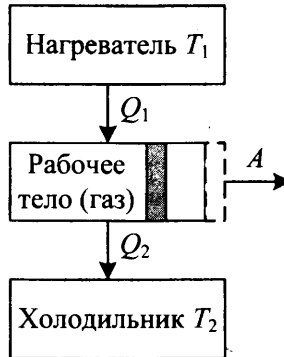 Нагреватель T₁
Q₁
Рабочее
тело (газ)
A
Q₂
Холодильник T₂